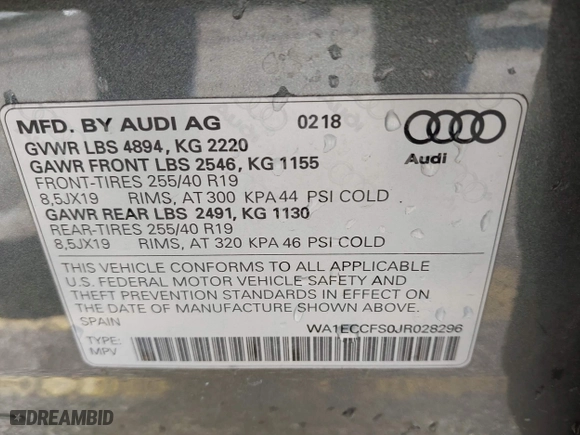 MFD. BY AUDI AG 0218
GVWR LBS 4894, KG 2220
GAWR FRONT LBS 2546, KG 1155
FRONT-TIRES 255/40 R19
8,5JX19 RIMS, AT 300 KPA 44 PSI COLD
GAWR REAR LBS 2491, KG 1130
REAR-TIRES 255/40 R19
8,5JX19 RIMS, AT 320 KPA 46 PSI COLD
Audi
THIS VEHICLE CONFORMS TO ALL APPLICABLE
U.S. FEDERAL MOTOR VEHICLE SAFETY AND
THEFT PREVENTION STANDARDS IN EFFECT ON
THE DATE OF MANUFACTURE SHOWN ABOVE.
SPAIN
WA1ECCFS0JR028296
TYPE:
MPV
DREAMBID